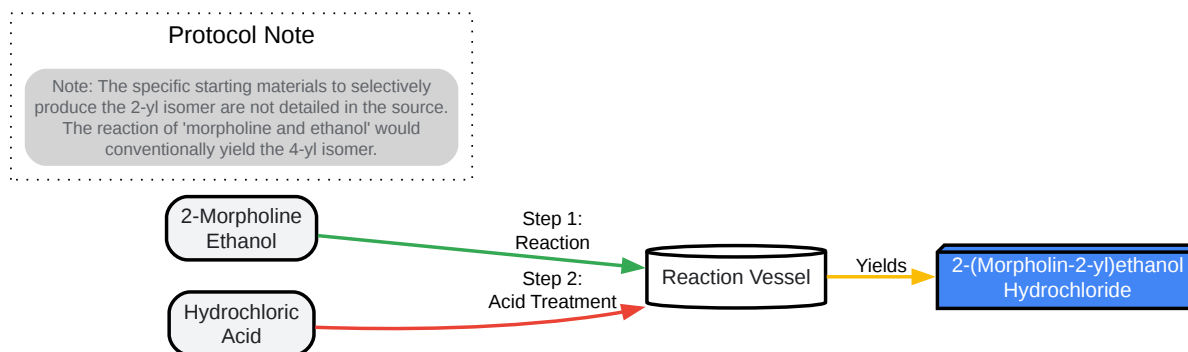 Protocol Note
Note: The specific starting materials to selectively
produce the 2-yl isomer are not detailed in the source.
The reaction of 'morpholine and ethanol' would
conventionally yield the 4-yl isomer.
2-Morpholine
Ethanol
Step 1:
Reaction
Hydrochloric
Acid
Step 2:
Acid Treatment
Reaction Vessel
Yields
2-(Morpholin-2-yl)ethanol
Hydrochloride